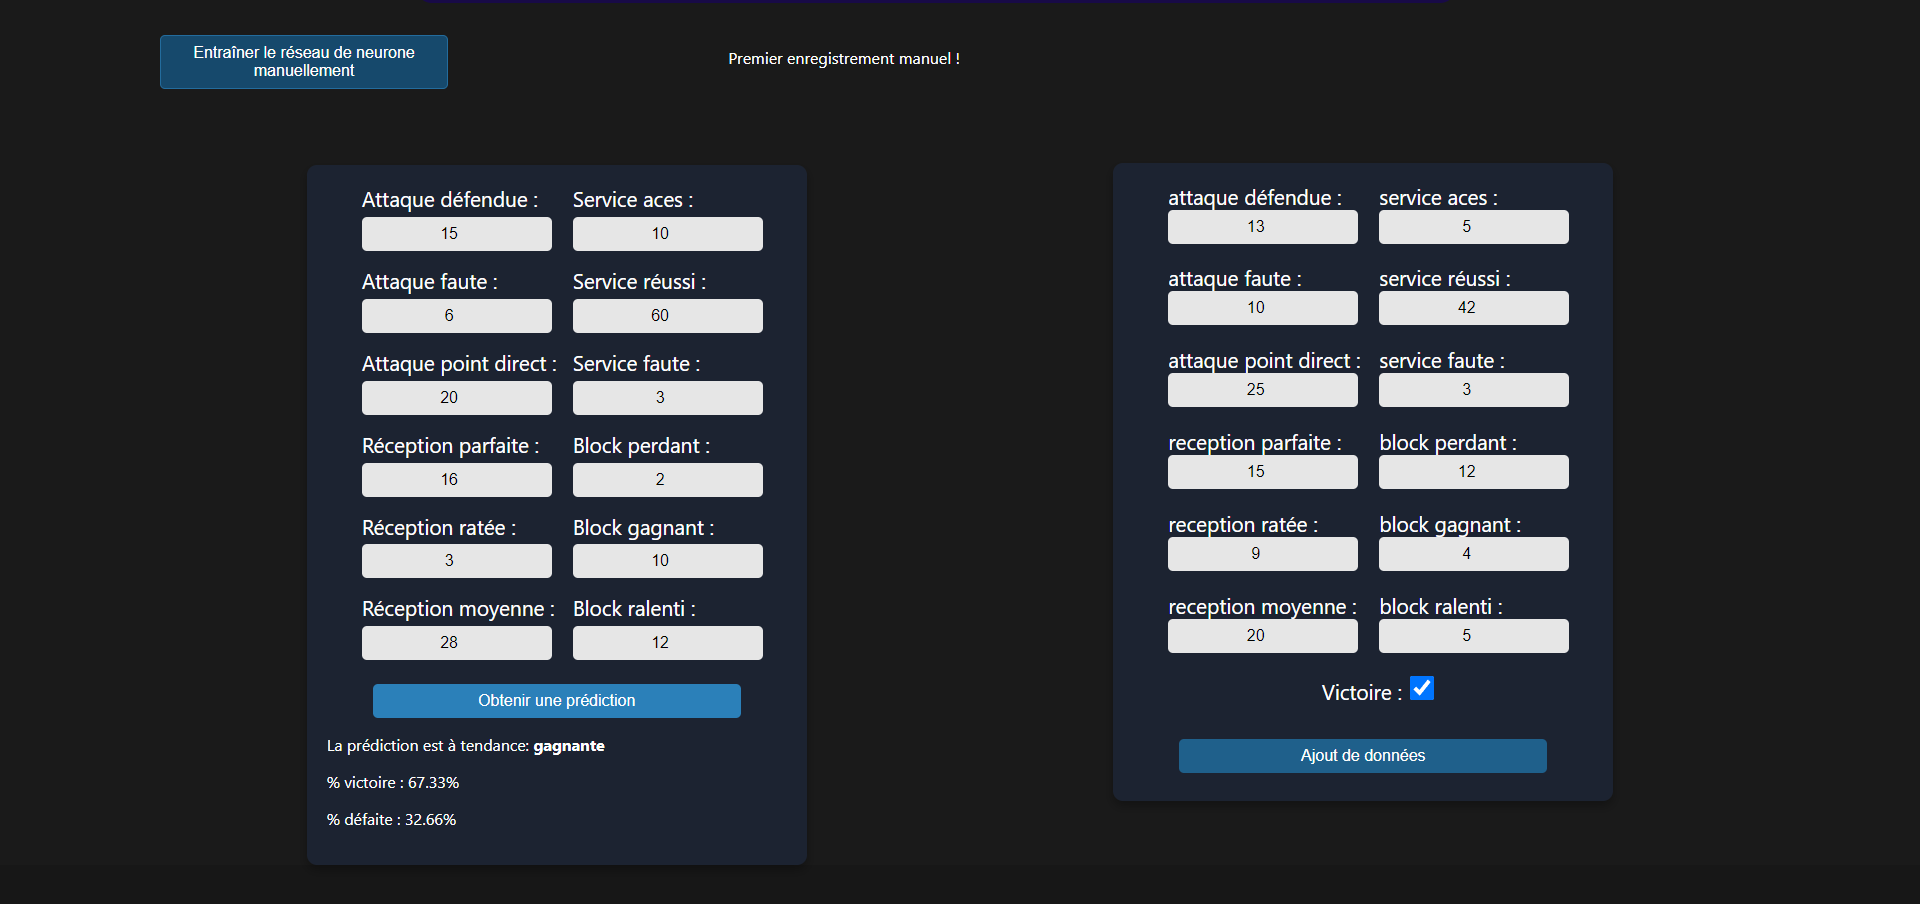 Entraîner le réseau de neurone
manuellement
Premier enregistrement manuel !
Attaque défendue : Service aces :
15 10
Attaque faute : Service réussi :
6 60
Attaque point direct : Service faute :
20 3
Réception parfaite : Block perdant :
16 2
Réception ratée : Block gagnant :
3 10
Réception moyenne : Block ralenti :
28 12
Obtenir une prédiction
La prédiction est à tendance: gagnante
% victoire : 67.33%
% défaite : 32.66%
attaque défendue : service aces :
13 5
attaque faute : service réussi :
10 42
attaque point direct : service faute :
25 3
reception parfaite : block perdant :
15 12
reception ratée : block gagnant :
9 4
reception moyenne : block ralenti :
20 5
Victoire :
Ajout de données